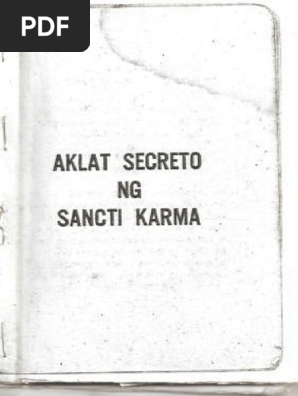 PDF
AKLAT SECRETO
NG
SANCTI KARMA